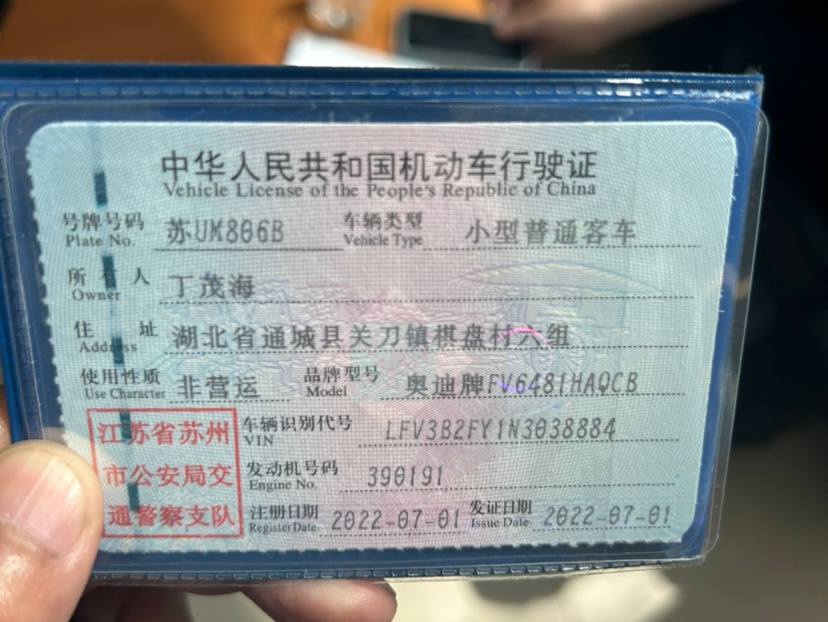 中华人民共和国机动车行驶证
Vehicle License of the People's Republic of China
号牌号码 苏UM806B 车辆类型 小型普通客车
Plate No. Vehicle Type
所有人 丁茂海
Owner
住址 湖北省通城县关刀镇棋盘村六组
Address
使用性质 非营运 品牌型号 奥迪牌FV6481HAQCB
Use Character Model
江苏省苏州
市公安局交
通警察支队
车辆识别代号 LFV3B2FY1N3038884
VIN
发动机号码 390191
Engine No.
注册日期 2022-07-01 发证日期 2022-07-01
Register Date Issue Date